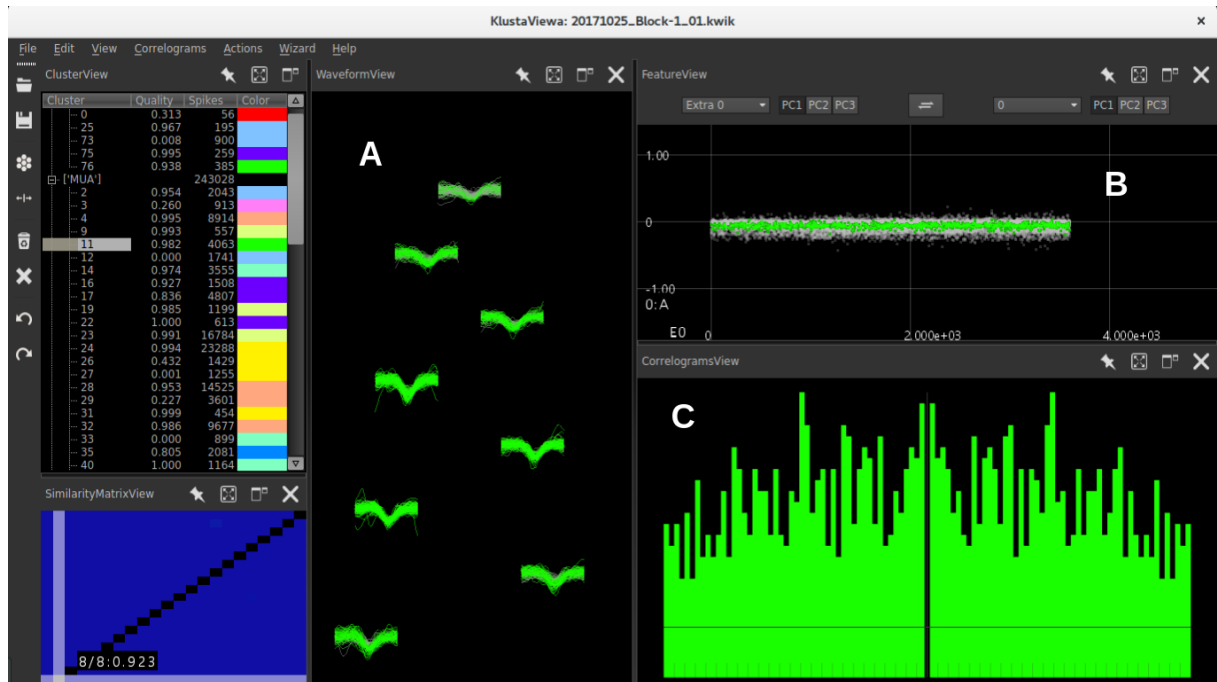 KlustaViewa: 20171025_Block-1_01.kwik ×
File Edit View Correlograms Actions Wizard Help
ClusterView
Cluster Quality Spikes Color
0 0.313 56
25 0.967 195
73 0.008 900
75 0.995 259
76 0.938 385
['MUA'] 243028
2 0.954 2043
3 0.260 913
4 0.995 8914
9 0.993 557
11 0.982 4063
12 0.000 1741
14 0.974 3555
16 0.927 1508
17 0.836 4807
19 0.985 1199
22 1.000 613
23 0.991 16784
24 0.994 23288
26 0.432 1429
27 0.001 1255
28 0.953 14525
29 0.227 3601
31 0.999 454
32 0.986 9677
33 0.000 899
35 0.805 2081
40 1.000 1164
SimilarityMatrixView
8/8:0.923
WaveformView
A
FeatureView
Extra 0 PC1 PC2 PC3 0 PC1 PC2 PC3
1.00
B
0
-1.00
0:A
E0 0 2.000e+03 4.000e+03
CorrelogramsView
C